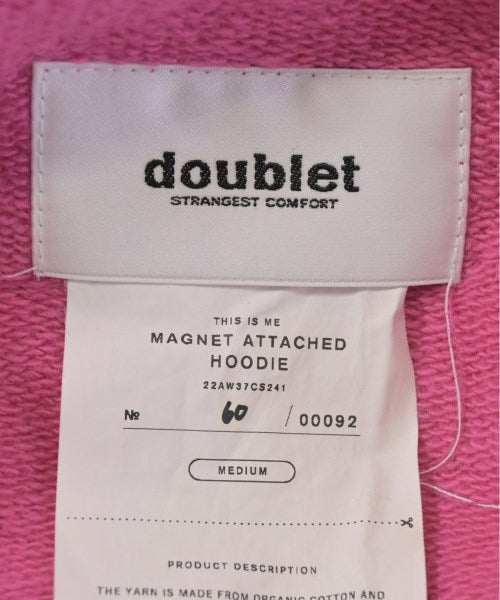 doublet
STRANGEST COMFORT
THIS IS ME
MAGNET ATTACHED
HOODIE
22AW37CS241
№ 60 / 00092
MEDIUM
PRODUCT DESCRIPTION
THE YARN IS MADE FROM ORGANIC COTTON AND